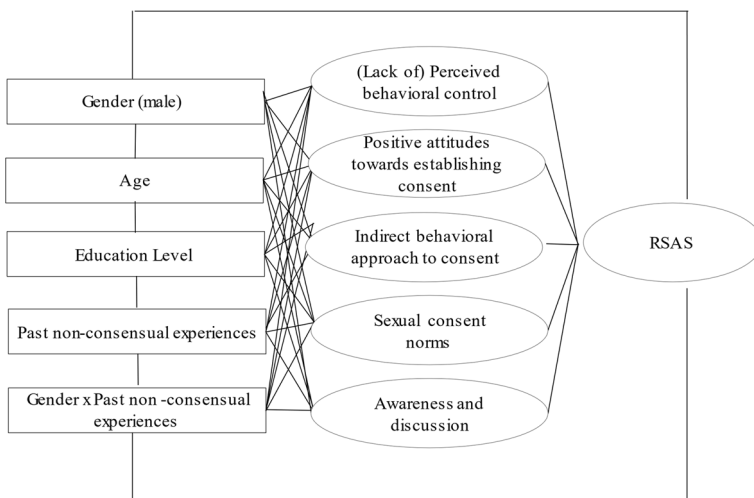 Gender (male)
Age
Education Level
Past non-consensual experiences
Gender x Past non -consensual
experiences
(Lack of) Perceived
behavioral control
Positive attitudes
towards establishing
consent
Indirect behavioral
approach to consent
Sexual consent
norms
Awareness and
discussion
RSAS